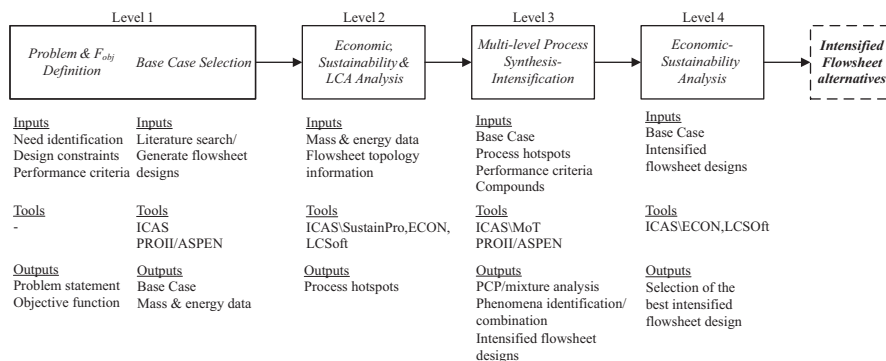 Level 1
Level 2
Level 3
Level 4
Problem & Fobj
Definition
Base Case Selection
Economic,
Sustainability &
LCA Analysis
Multi-level Process
Synthesis-
Intensification
Economic-
Sustainability
Analysis
Intensified
Flowsheet
alternatives
Inputs
Need identification
Design constraints
Performance criteria
Inputs
Literature search/
Generate flowsheet
designs
Inputs
Mass & energy data
Flowsheet topology
information
Inputs
Base Case
Process hotspots
Performance criteria
Compounds
Inputs
Base Case
Intensified
flowsheet designs
Tools
-
Tools
ICAS
PROII/ASPEN
Tools
ICAS\SustainPro,ECON,
LCSoft
Tools
ICAS\MoT
PROII/ASPEN
Tools
ICAS\ECON,LCSOft
Outputs
Problem statement
Objective function
Outputs
Base Case
Mass & energy data
Outputs
Process hotspots
Outputs
PCP/mixture analysis
Phenomena identification/
combination
Intensified flowsheet
designs
Outputs
Selection of the
best intensified
flowsheet design